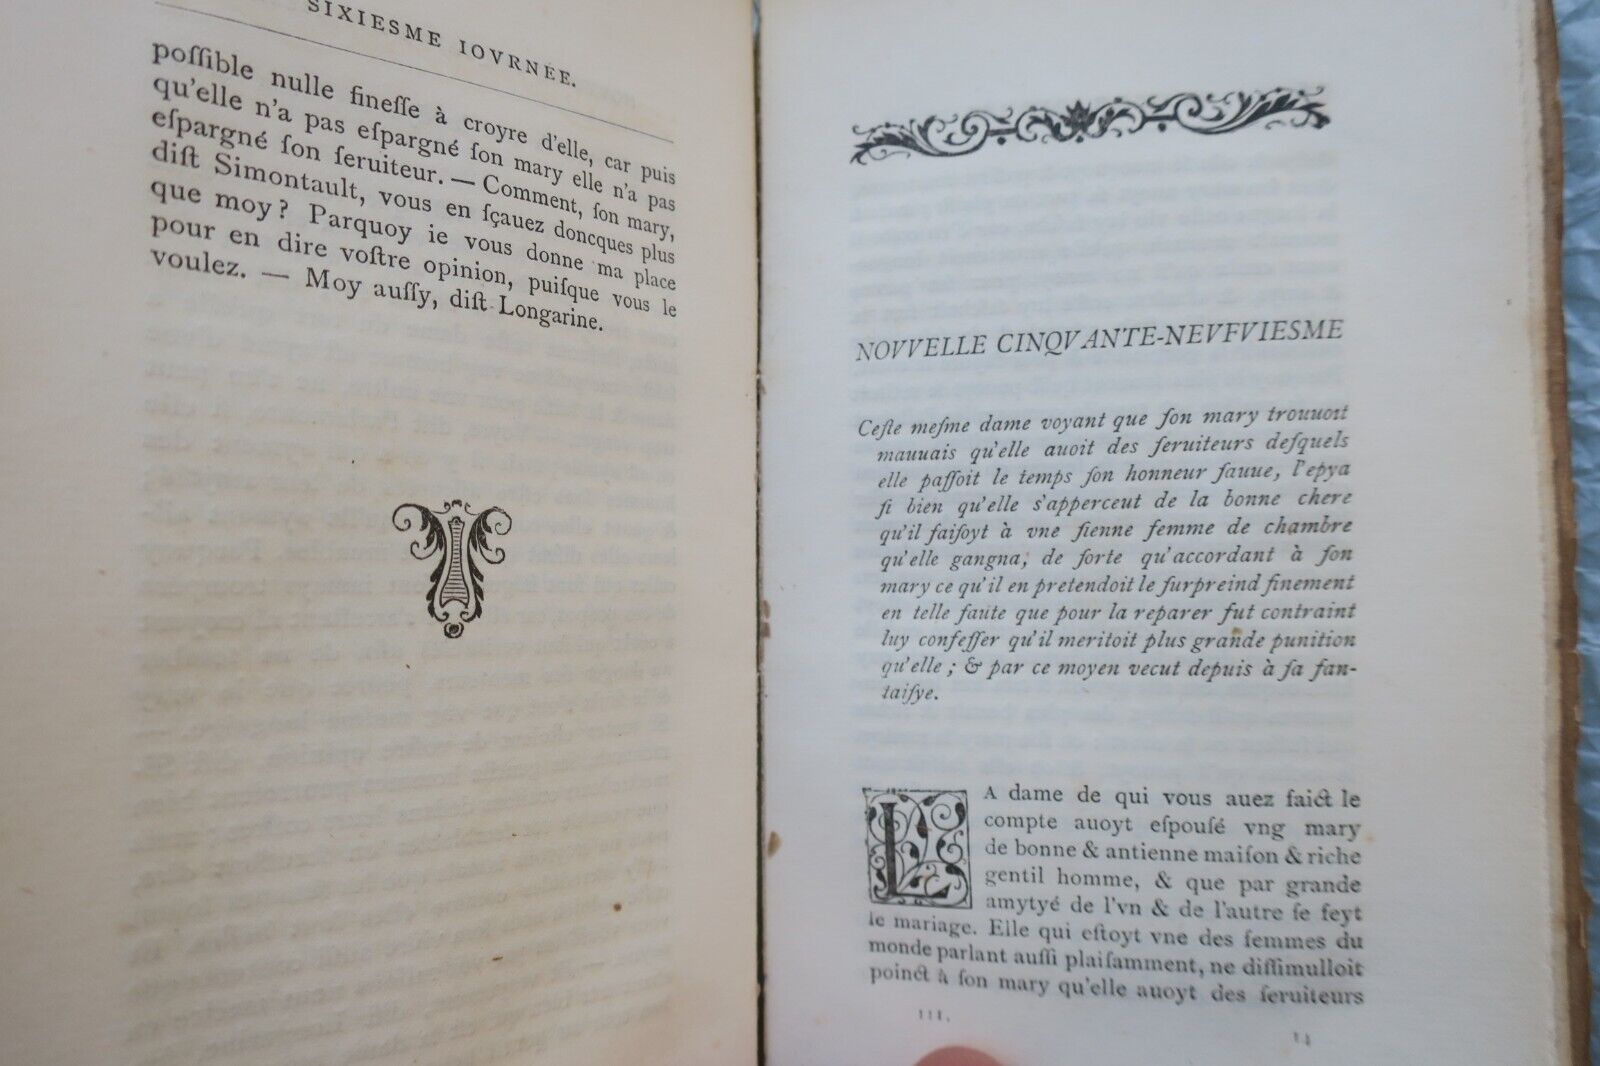 SIXIESME IOVRNÉE.
poſſible nulle fineſſe à croyre d'elle, car puis
qu'elle n'a pas eſpargné ſon mary elle n'a pas
eſpargné ſon ſeruiteur. — Comment, ſon mary,
diſt Simontault, vous en ſçauez doncques plus
que moy? Parquoy ie vous donne ma place
pour en dire voſtre opinion, puiſque vous le
voulez. — Moy auſſy, diſt Longarine.
NOVVELLE CINQVANTE-NEVFVIESME
Ceſte meſme dame voyant que ſon mary trouuoit
mauuais qu'elle auoit des ſeruiteurs deſquels
elle paſſoit le temps ſon honneur ſauue, l'epya
ſi bien qu'elle s'apperceut de la bonne chere
qu'il faiſoyt à vne ſienne femme de chambre
qu'elle gangna, de ſorte qu'accordant à ſon
mary ce qu'il en pretendoit le ſurpreind finement
en telle faute que pour la reparer fut contraint
luy confeſſer qu'il meritoit plus grande punition
qu'elle ; & par ce moyen vecut depuis à ſa fan-
taiſye.
LA dame de qui vous auez faict le
compte auoyt eſpouſé vng mary
de bonne & antienne maiſon & riche
gentil homme, & que par grande
amytyé de l'vn & de l'autre ſe feyt
le mariage. Elle qui eſtoyt vne des femmes du
monde parlant auſſi plaiſamment, ne diſſimulloit
poinct à ſon mary qu'elle auoyt des ſeruiteurs
III.